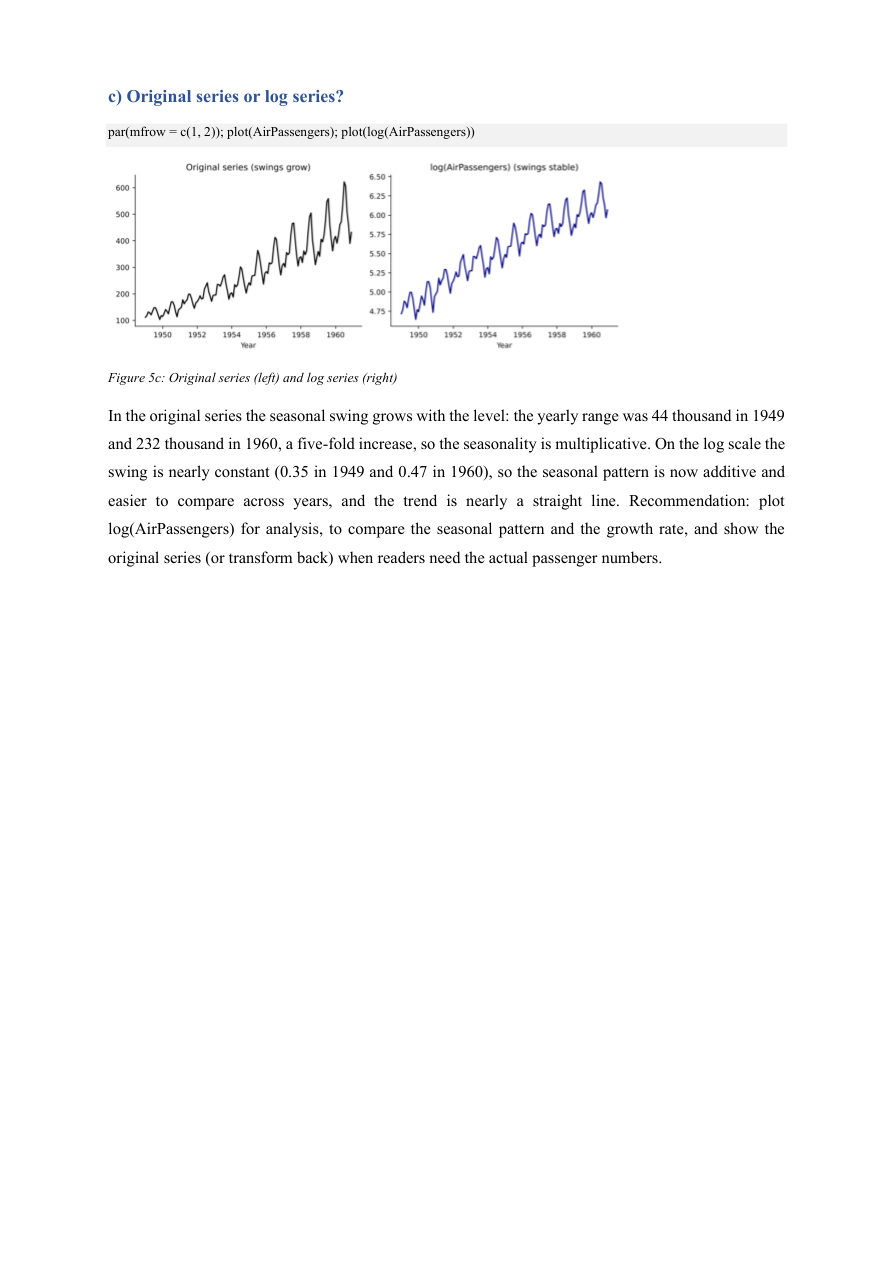 c) Original series or log series?
par(mfrow = c(1, 2)); plot(AirPassengers); plot(log(AirPassengers))
Original series (swings grow)
600
500
400
300
200
100
1950 1952 1954 1956 1958 1960
Year
log(AirPassengers) (swings stable)
6.50
6.25
6.00
5.75
5.50
5.25
5.00
4.75
1950 1952 1954 1956 1958 1960
Year
Figure 5c: Original series (left) and log series (right)
In the original series the seasonal swing grows with the level: the yearly range was 44 thousand in 1949
and 232 thousand in 1960, a five-fold increase, so the seasonality is multiplicative. On the log scale the
swing is nearly constant (0.35 in 1949 and 0.47 in 1960), so the seasonal pattern is now additive and
easier to compare across years, and the trend is nearly a straight line. Recommendation: plot
log(AirPassengers) for analysis, to compare the seasonal pattern and the growth rate, and show the
original series (or transform back) when readers need the actual passenger numbers.